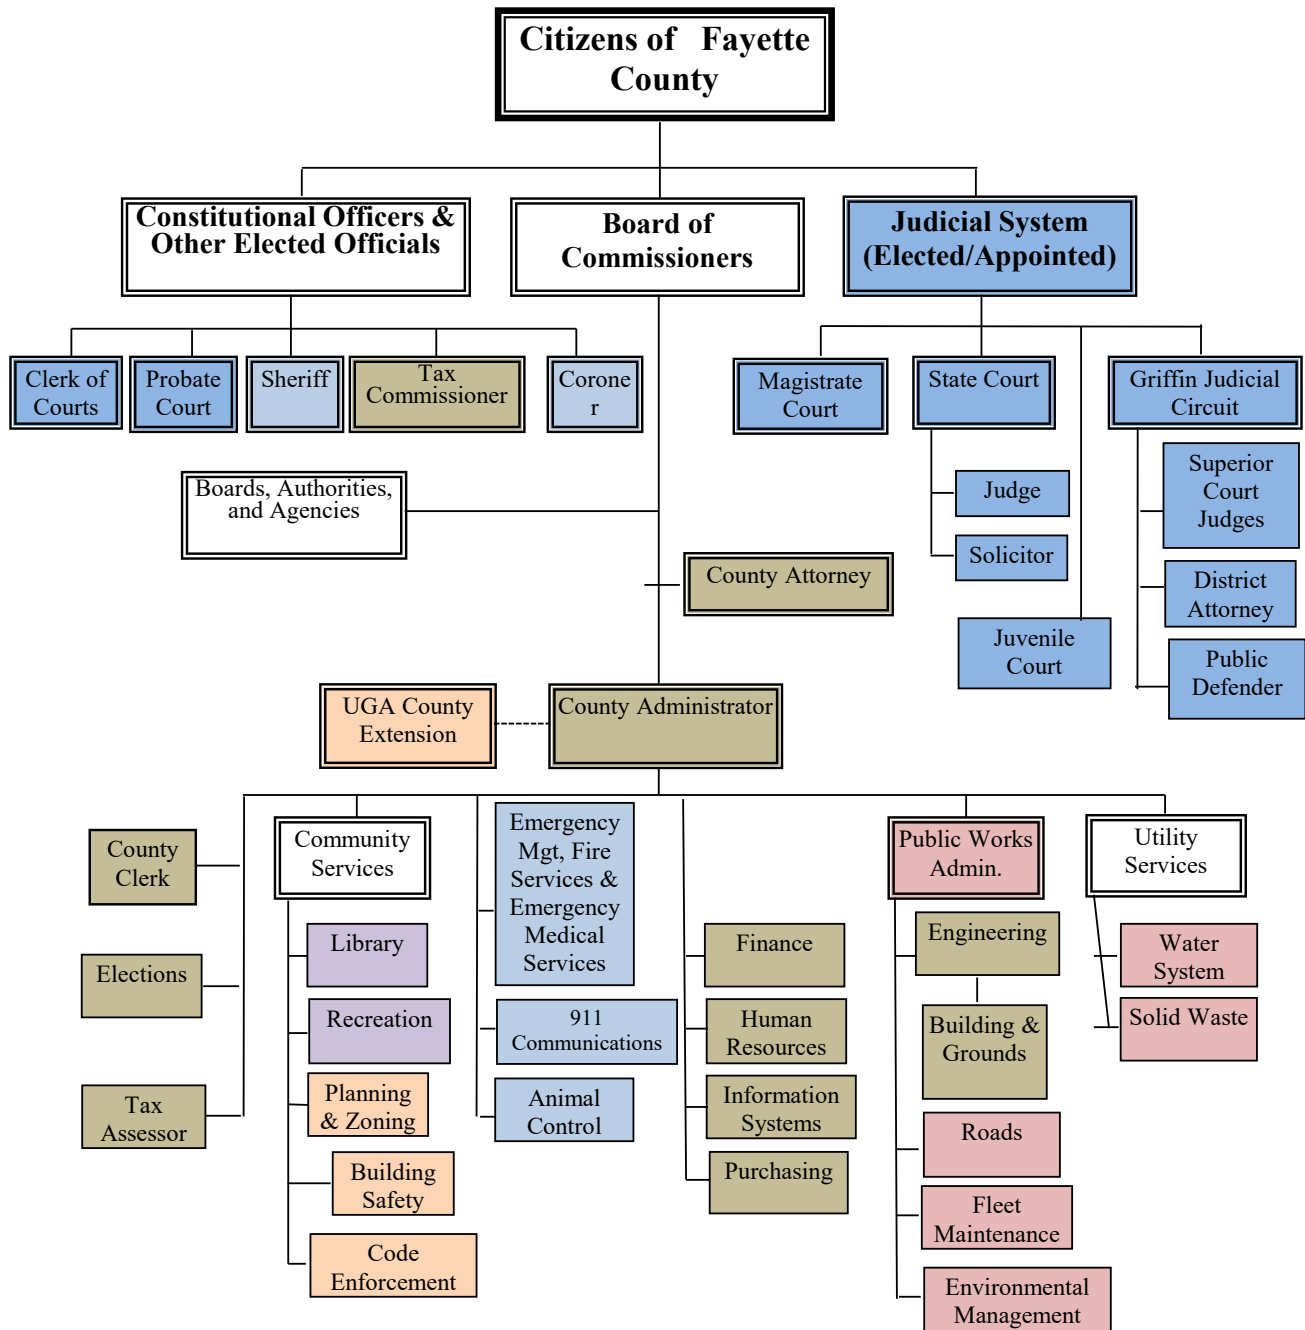 Citizens of Fayette
County
Constitutional Officers &
Other Elected Officials
Board of
Commissioners
Judicial System
(Elected/Appointed)
Clerk of
Courts
Probate
Court
Sheriff
Tax
Commissioner
Corone
r
Magistrate
Court
State Court
Griffin Judicial
Circuit
Boards, Authorities,
and Agencies
Judge
Solicitor
Superior
Court
Judges
County Attorney
District
Attorney
Juvenile
Court
Public
Defender
UGA County
Extension
County Administrator
County
Clerk
Elections
Tax
Assessor
Community
Services
Library
Recreation
Planning
& Zoning
Building
Safety
Code
Enforcement
Emergency
Mgt, Fire
Services &
Emergency
Medical
Services
911
Communications
Animal
Control
Finance
Human
Resources
Information
Systems
Purchasing
Public Works
Admin.
Engineering
Building &
Grounds
Roads
Fleet
Maintenance
Environmental
Management
Utility
Services
Water
System
Solid Waste